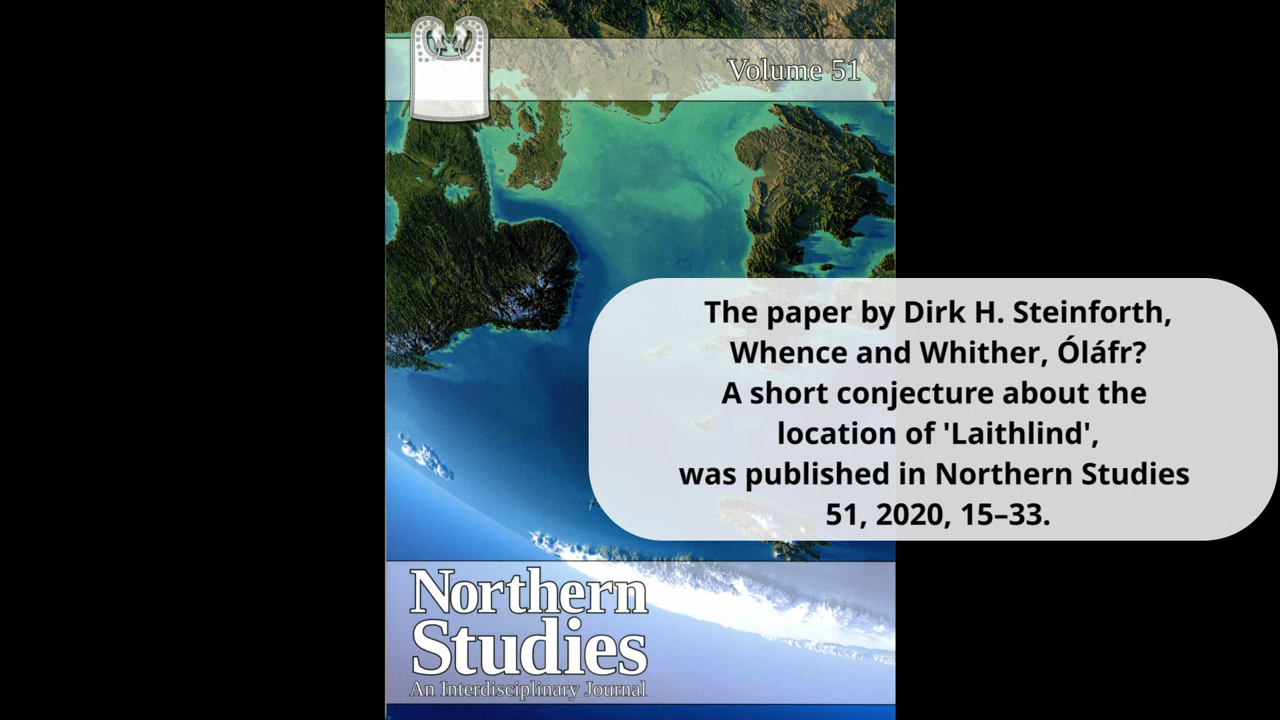 Volume 51
The paper by Dirk H. Steinforth,
Whence and Whither, Óláfr?
A short conjecture about the
location of 'Laithlind',
was published in Northern Studies
51, 2020, 15–33.
Northern
Studies
An Interdisciplinary Journal